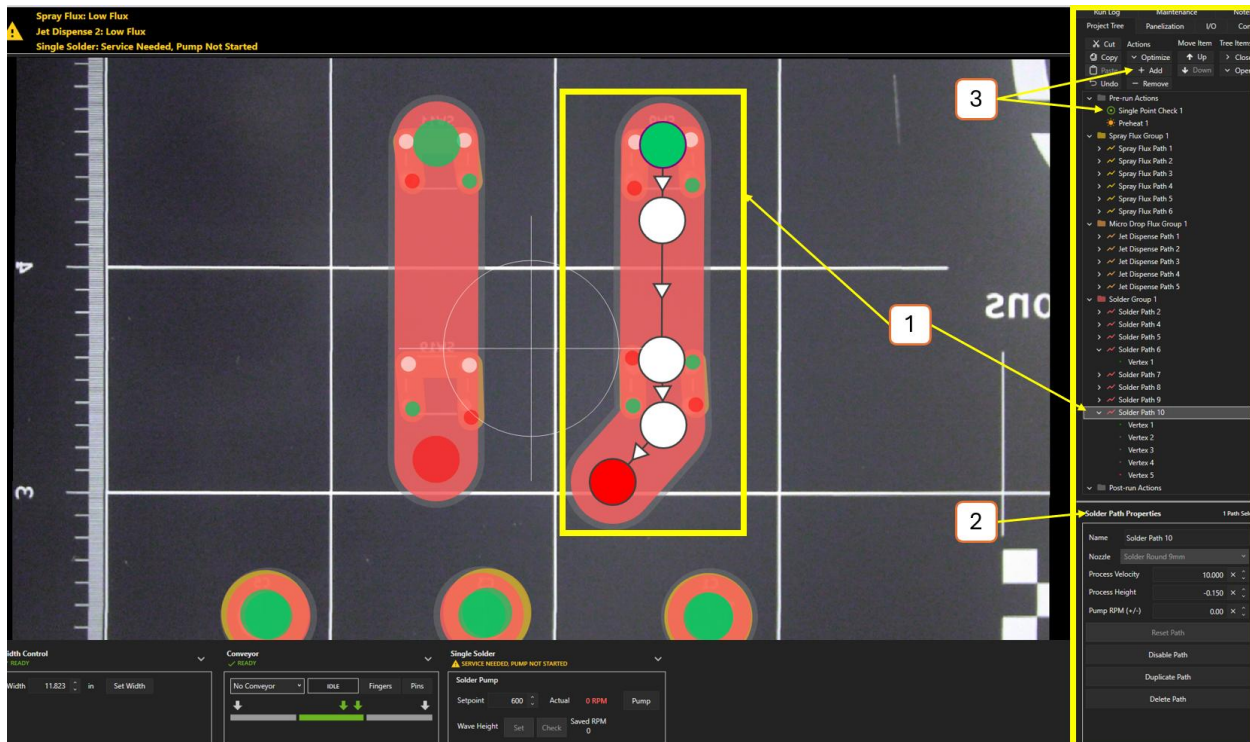 Spray Flux: Low Flux
Jet Dispense 2: Low Flux
Single Solder: Service Needed, Pump Not Started
Run Log Maintenance Note
Project Tree Panelization I/O Con
Cut Actions Move Item Tree Items
Copy Optimize Up Close
Paste + Add Down Open
Undo − Remove
Pre-run Actions
Single Point Check 1
Preheat 1
Spray Flux Group 1
Spray Flux Path 1
Spray Flux Path 2
Spray Flux Path 3
Spray Flux Path 4
Spray Flux Path 5
Spray Flux Path 6
Micro Drop Flux Group 1
Jet Dispense Path 1
Jet Dispense Path 2
Jet Dispense Path 3
Jet Dispense Path 4
Jet Dispense Path 5
Solder Group 1
Solder Path 2
Solder Path 4
Solder Path 5
Solder Path 6
Vertex 1
Solder Path 7
Solder Path 8
Solder Path 9
Solder Path 10
Vertex 1
Vertex 2
Vertex 3
Vertex 4
Vertex 5
Post-run Actions
3
1
2
4
3
ons
Solder Path Properties 1 Path Sele
Name Solder Path 10
Nozzle Solder Round 9mm
Process Velocity 10.000
Process Height -0.150
Pump RPM (+/-) 0.00
Reset Path
Disable Path
Duplicate Path
Delete Path
idth Control
READY
Width 11.823 in Set Width
Conveyor
READY
No Conveyor IDLE Fingers Pins
Single Solder
SERVICE NEEDED, PUMP NOT STARTED
Solder Pump
Setpoint 600 Actual 0 RPM Pump
Wave Height Set Check Saved RPM
0